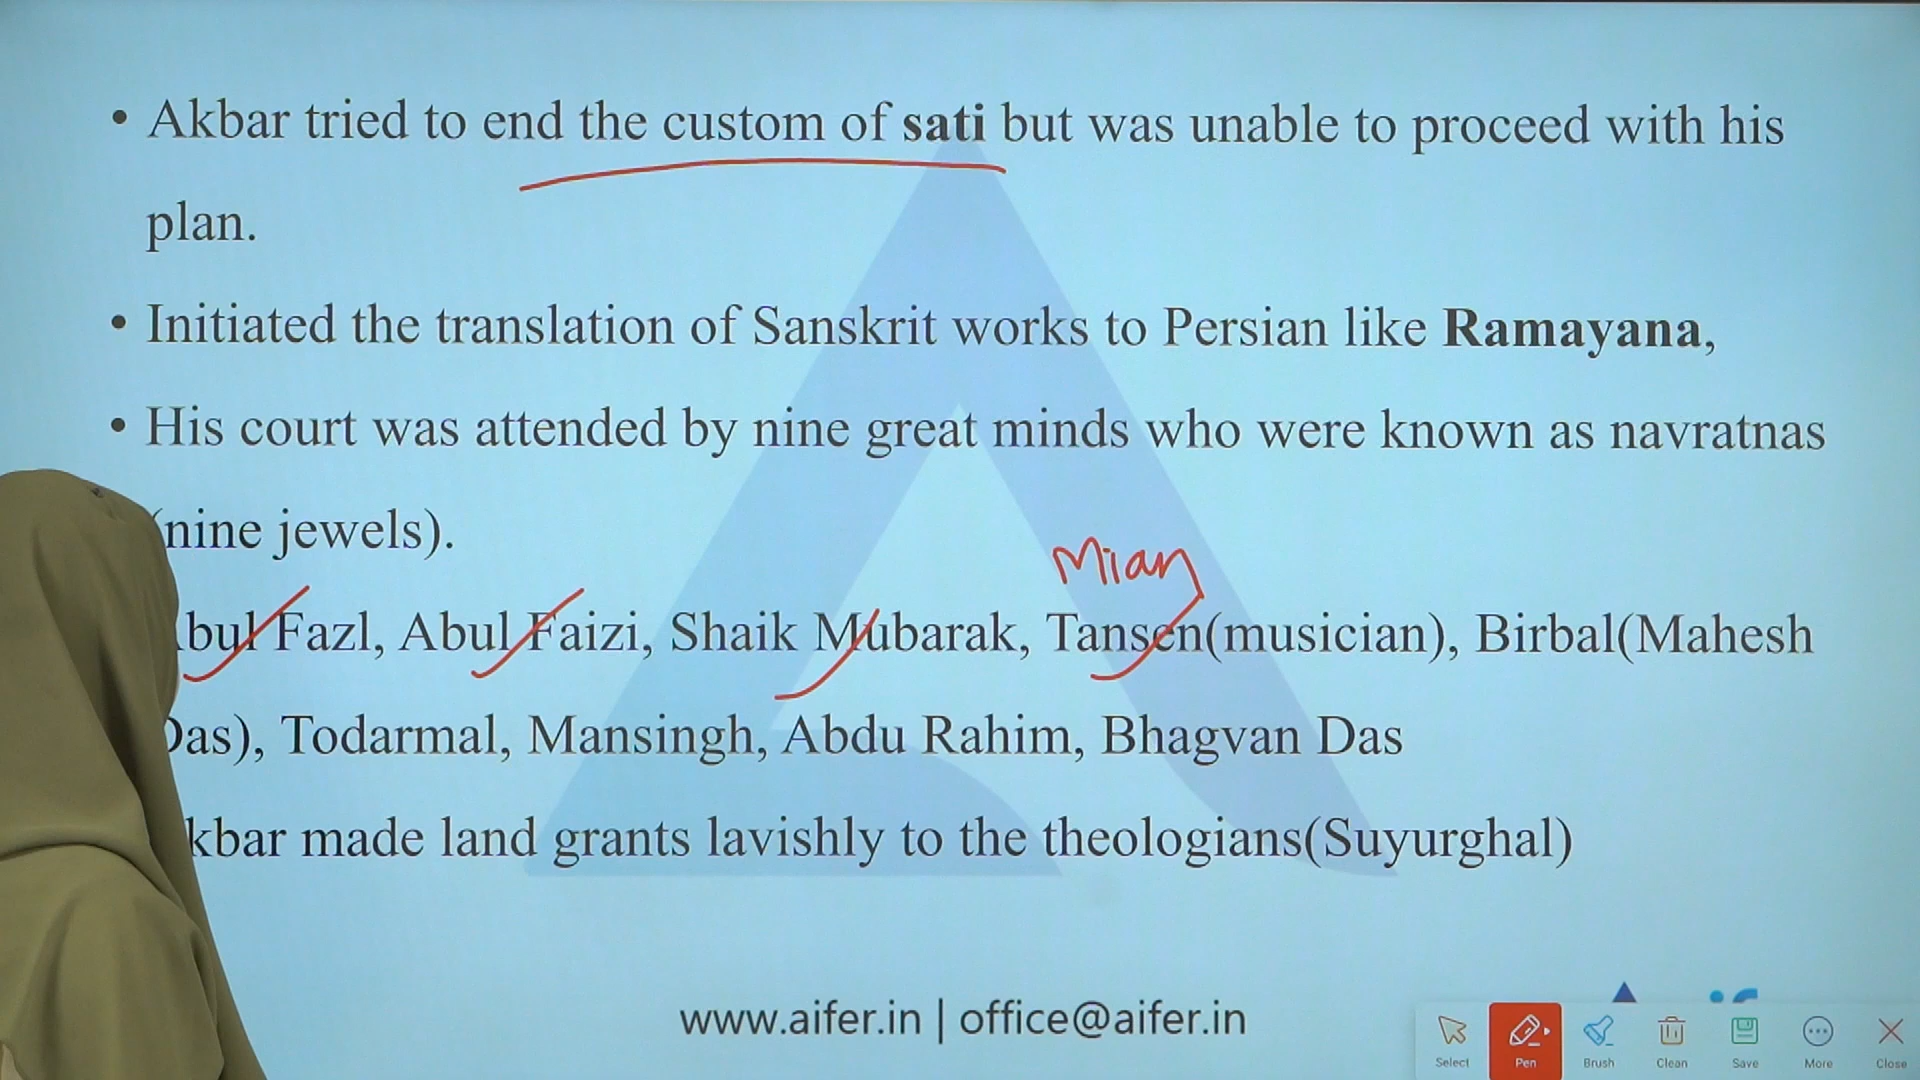 • Akbar tried to end the custom of sati but was unable to proceed with his
plan.
• Initiated the translation of Sanskrit works to Persian like Ramayana,
• His court was attended by nine great minds who were known as navratnas
(nine jewels).
Mian
bul Fazl, Abul Faizi, Shaik Mubarak, Tansen(musician), Birbal(Mahesh
Das), Todarmal, Mansingh, Abdu Rahim, Bhagvan Das
kbar made land grants lavishly to the theologians(Suyurghal)
www.aifer.in | office@aifer.in
Select Pen Brush Clean Save More Close